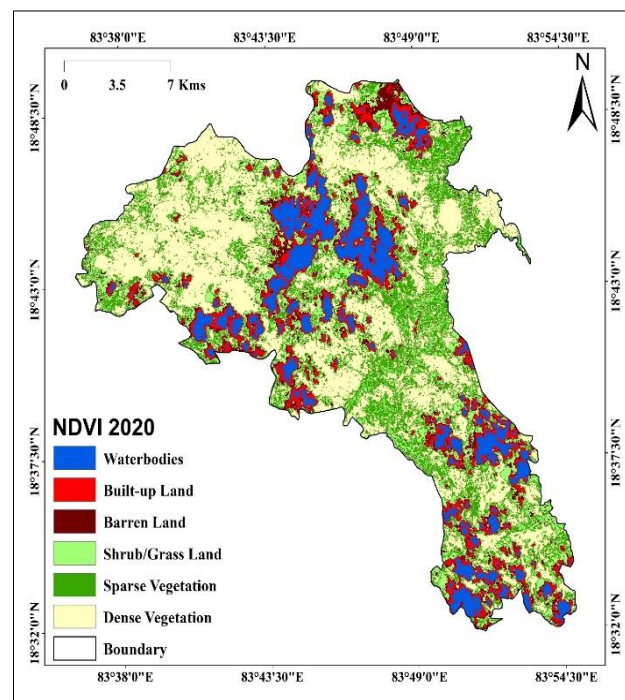 83°38'0"E 83°43'30"E 83°49'0"E 83°54'30"E
0 3.5 7 Kms
N
18°48'30"N
18°48'30"N
18°43'0"N
18°43'0"N
18°37'30"N
18°37'30"N
18°32'0"N
18°32'0"N
NDVI 2020
Waterbodies
Built-up Land
Barren Land
Shrub/Grass Land
Sparse Vegetation
Dense Vegetation
Boundary
83°38'0"E 83°43'30"E 83°49'0"E 83°54'30"E